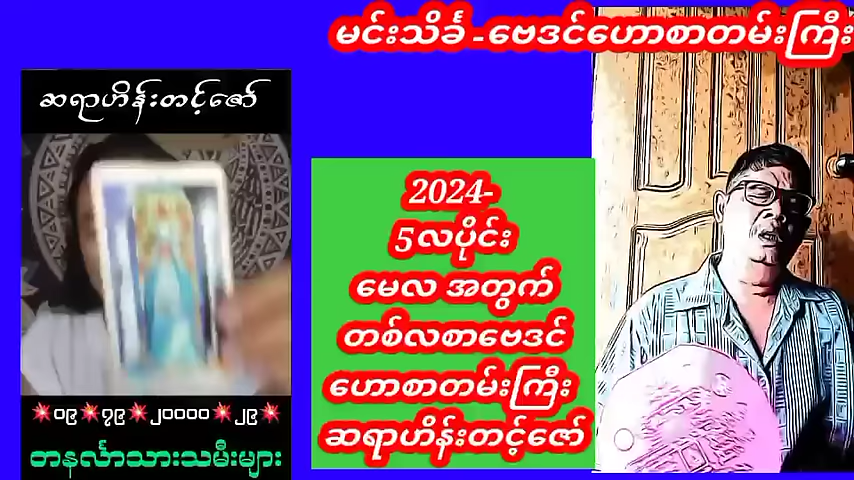 မင်းသိင်္ခ -ဗေဒင်ဟောစာတမ်းကြီး
ဆရာဟိန်းတင့်ဇော်
2024-
5လပိုင်း
မေလ အတွက်
တစ်လစာဗေဒင်
ဟောစာတမ်းကြီး
ဆရာဟိန်းတင့်ဇော်
၀၉ ၇၉ ၂၀၀၀၀ ၂၉
တနင်္လာသားသမီးများ